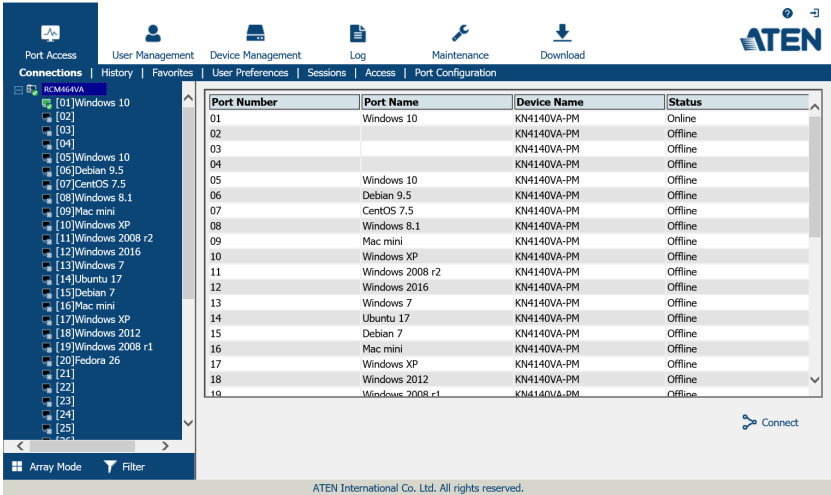 ATEN
Port Access User Management Device Management Log Maintenance Download
Connections | History | Favorites | User Preferences | Sessions | Access | Port Configuration
RCM464VA
[01]Windows 10
[02]
[03]
[04]
[05]Windows 10
[06]Debian 9.5
[07]CentOS 7.5
[08]Windows 8.1
[09]Mac mini
[10]Windows XP
[11]Windows 2008 r2
[12]Windows 2016
[13]Windows 7
[14]Ubuntu 17
[15]Debian 7
[16]Mac mini
[17]Windows XP
[18]Windows 2012
[19]Windows 2008 r1
[20]Fedora 26
[21]
[22]
[23]
[24]
[25]
[26]
Array Mode Filter
Port Number Port Name Device Name Status
01 Windows 10 KN4140VA-PM Online
02 KN4140VA-PM Offline
03 KN4140VA-PM Offline
04 KN4140VA-PM Offline
05 Windows 10 KN4140VA-PM Offline
06 Debian 9.5 KN4140VA-PM Offline
07 CentOS 7.5 KN4140VA-PM Offline
08 Windows 8.1 KN4140VA-PM Offline
09 Mac mini KN4140VA-PM Offline
10 Windows XP KN4140VA-PM Offline
11 Windows 2008 r2 KN4140VA-PM Offline
12 Windows 2016 KN4140VA-PM Offline
13 Windows 7 KN4140VA-PM Offline
14 Ubuntu 17 KN4140VA-PM Offline
15 Debian 7 KN4140VA-PM Offline
16 Mac mini KN4140VA-PM Offline
17 Windows XP KN4140VA-PM Offline
18 Windows 2012 KN4140VA-PM Offline
19 Windows 2008 r1 KN4140VA-PM Offline
Connect
ATEN International Co. Ltd. All rights reserved.